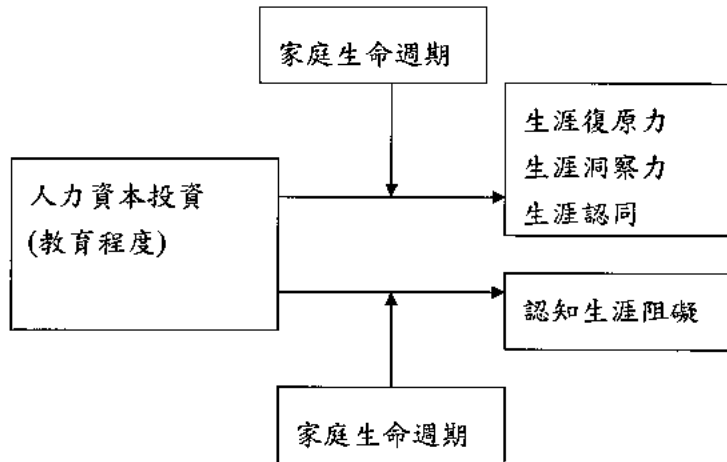 家庭生命週期
生涯復原力
生涯洞察力
生涯認同
人力資本投資
(教育程度)
認知生涯阻礙
家庭生命週期